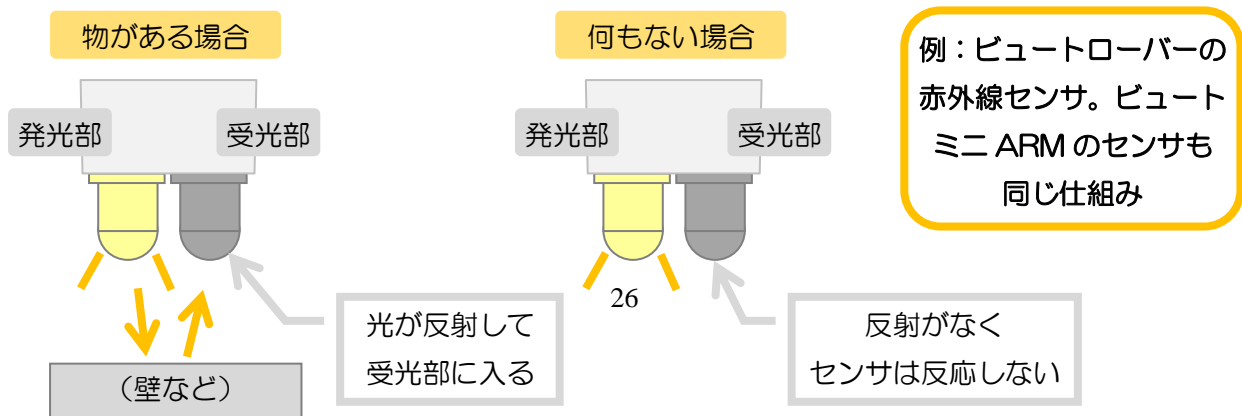 物がある場合
発光部
受光部
光が反射して
受光部に入る
（壁など）
何もない場合
発光部
受光部
26
反射がなく
センサは反応しない
例：ビュートローバーの
赤外線センサ。ビュート
ミニ ARM のセンサも
同じ仕組み